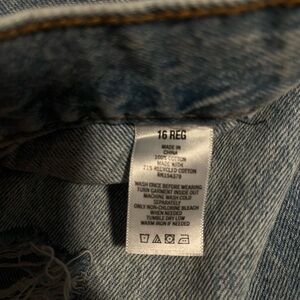 16 REG
MADE IN
CHINA
100% COTTON
MADE WITH
21% RECYCLED COTTON
WASH ONCE BEFORE WEARING
TURN GARMENT INSIDE OUT
MACHINE WASH COLD
SEPARATELY
ONLY NON-CHLORINE BLEACH
WHEN NEEDED
TUMBLE DRY LOW
WARM IRON IF NEEDED